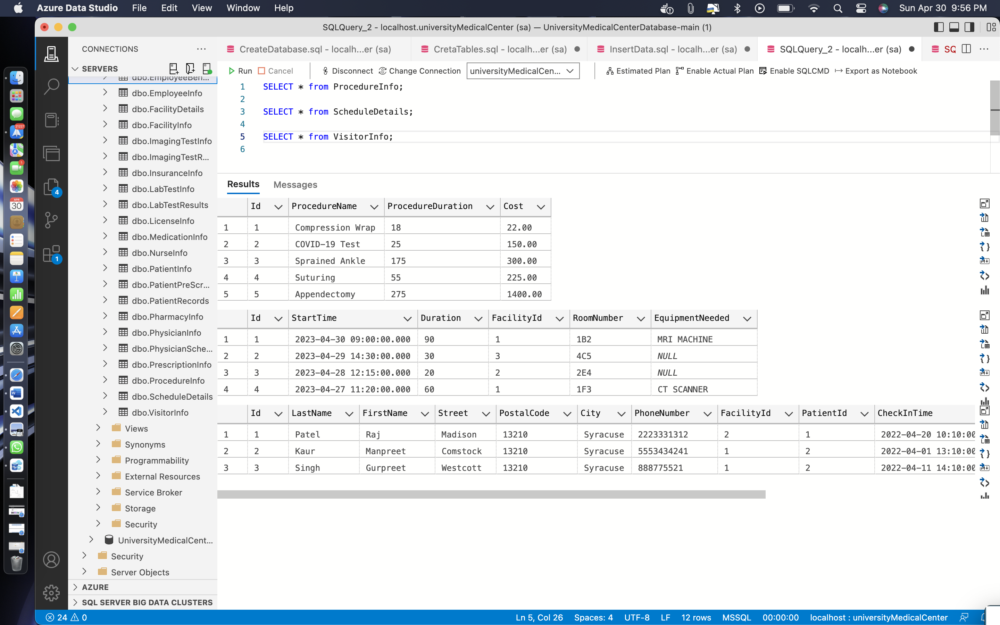 Azure Data Studio File Edit View Window Help Sun Apr 30 9:56 PM
SQLQuery_2 - localhost.universityMedicalCenter (sa) — UniversityMedicalCenterDatabase-main (1)
CONNECTIONS
CreateDatabase.sql - localh...er (sa)
CretaTables.sql - localh...er (sa)
InsertData.sql - localh...er (sa)
SQLQuery_2 - localh...er (sa)
SQ
SERVERS
Run Cancel Disconnect Change Connection universityMedicalCen... Estimated Plan Enable Actual Plan Enable SQLCMD Export as Notebook
dbo.EmployeeBen...
dbo.EmployeeInfo
dbo.FacilityDetails
dbo.FacilityInfo
dbo.ImagingTestInfo
dbo.ImagingTestR...
dbo.InsuranceInfo
dbo.LabTestInfo
dbo.LabTestResults
dbo.LicenseInfo
dbo.MedicationInfo
dbo.NurseInfo
dbo.PatientInfo
dbo.PatientPreScr...
dbo.PatientRecords
dbo.PharmacyInfo
dbo.PhysicianInfo
dbo.PhysicianSche...
dbo.PrescriptionInfo
dbo.ProcedureInfo
dbo.ScheduleDetails
dbo.VisitorInfo
Views
Synonyms
Programmability
External Resources
Service Broker
Storage
Security
UniversityMedicalCent...
Security
Server Objects
AZURE
SQL SERVER BIG DATA CLUSTERS
21227
1
APR
30
4
1
1 SELECT * from ProcedureInfo;
2
3 SELECT * from ScheduleDetails;
4
5 SELECT * from VisitorInfo;
6
Results Messages
Id ProcedureName ProcedureDuration Cost
1 1 Compression Wrap 18 22.00
2 2 COVID-19 Test 25 150.00
3 3 Sprained Ankle 175 300.00
4 4 Suturing 55 225.00
5 5 Appendectomy 275 1400.00
Id StartTime Duration FacilityId RoomNumber EquipmentNeeded
1 1 2023-04-30 09:00:00.000 90 1 1B2 MRI MACHINE
2 2 2023-04-29 14:30:00.000 30 3 4C5 NULL
3 3 2023-04-28 12:15:00.000 20 2 2E4 NULL
4 4 2023-04-27 11:20:00.000 60 1 1F3 CT SCANNER
Id LastName FirstName Street PostalCode City PhoneNumber FacilityId PatientId CheckInTime
1 1 Patel Raj Madison 13210 Syracuse 2223331312 2 1 2022-04-20 10:10:00
2 2 Kaur Manpreet Comstock 13210 Syracuse 5553434241 1 2 2022-04-01 13:10:00
3 3 Singh Gurpreet Westcott 13210 Syracuse 888775521 1 2 2022-04-11 14:10:00
24 0 Ln 5, Col 26 Spaces: 4 UTF-8 LF 12 rows MSSQL 00:00:00 localhost : universityMedicalCenter